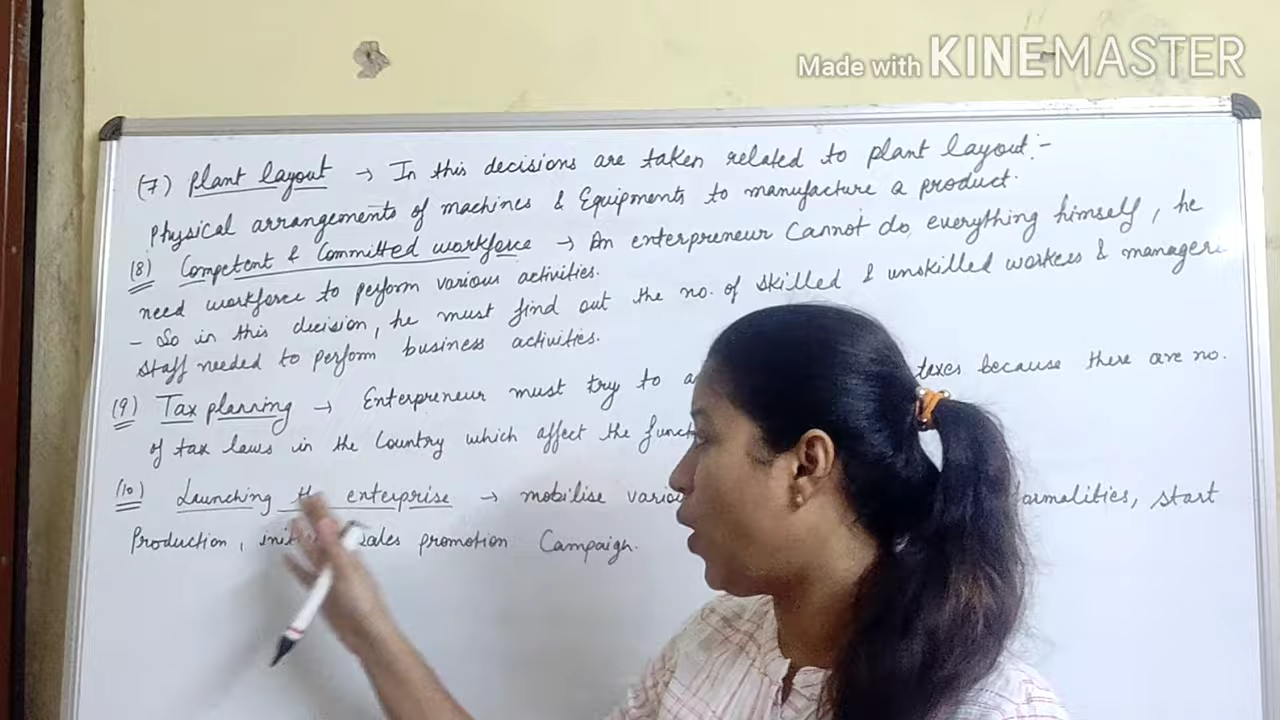 Made with KINEMASTER
(7) Plant layout → In this decisions are taken related to plant layout:-
Physical arrangements of machines & Equipments to manufacture a product.
(8) Competent & Committed workforce → An enterpreneur Cannot do everything himself, he
need workforce to perform various activities.
- So in this decision, he must find out the no. of skilled & unskilled workers & manageri
staff needed to perform business activities.
(9) Tax planning → Enterpreneur must try to taxes because there are no.
of tax laws in the Country which affect the
(10) Launching the enterprise → mobilise start
Production, sales promotion Campaign.